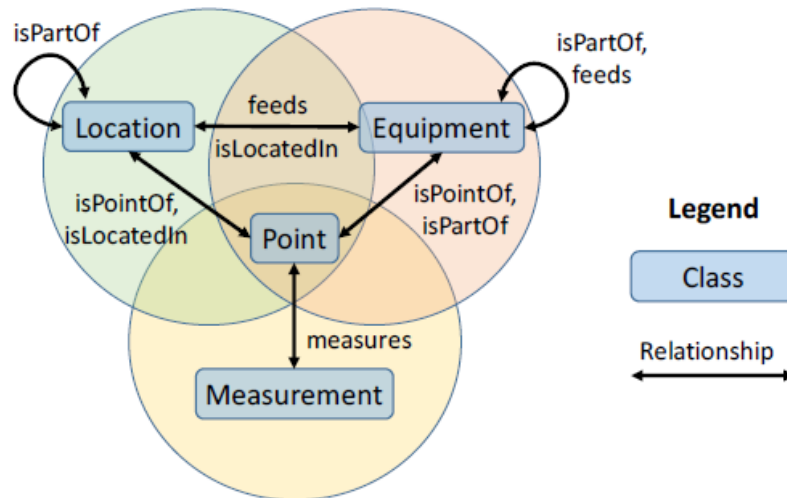 isPartOf
isPartOf,
feeds
feeds
Location
Equipment
isLocatedIn
isPointOf,
isLocatedIn
isPointOf,
isPartOf
Point
Legend
Class
measures
Relationship
Measurement